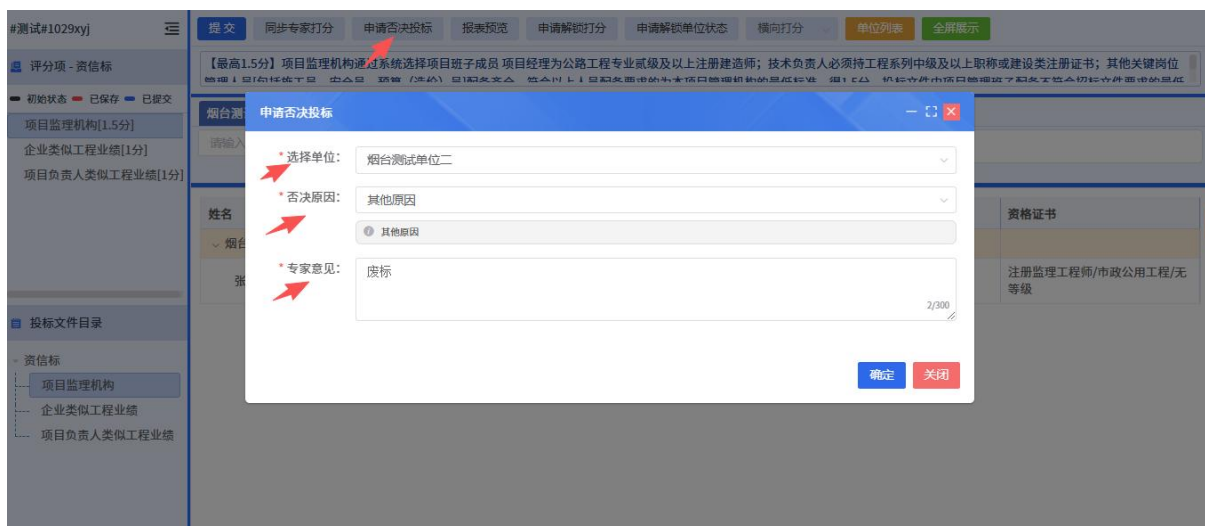 #测试#1029xyj
提交 同步专家打分 申请否决投标 报表预览 申请解锁打分 申请解锁单位状态 横向打分 单位列表 全屏展示
评分项 - 资信标
【最高1.5分】项目监理机构通过系统选择项目班子成员 项目经理为公路工程专业贰级及以上注册建造师；技术负责人必须持工程系列中级及以上职称或建设类注册证书；其他关键岗位
初始状态 已保存 已提交
项目监理机构[1.5分]
企业类似工程业绩[1分]
项目负责人类似工程业绩[1分]
烟台测
请输入
申请否决投标
* 选择单位： 烟台测试单位二
* 否决原因： 其他原因
其他原因
* 专家意见： 废标
2/300
确定 关闭
姓名 资格证书
烟台
张
注册监理工程师/市政公用工程/无
等级
投标文件目录
资信标
项目监理机构
企业类似工程业绩
项目负责人类似工程业绩